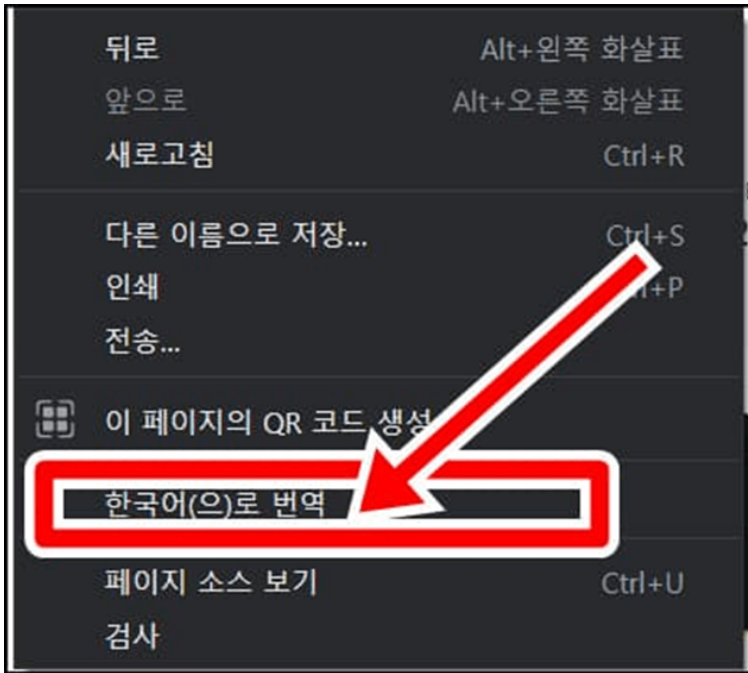 뒤로 Alt+왼쪽 화살표
앞으로 Alt+오른쪽 화살표
새로고침 Ctrl+R
다른 이름으로 저장... Ctrl+S
인쇄 +P
전송...
이 페이지의 QR 코드 생성
한국어(으)로 번역
페이지 소스 보기 Ctrl+U
검사